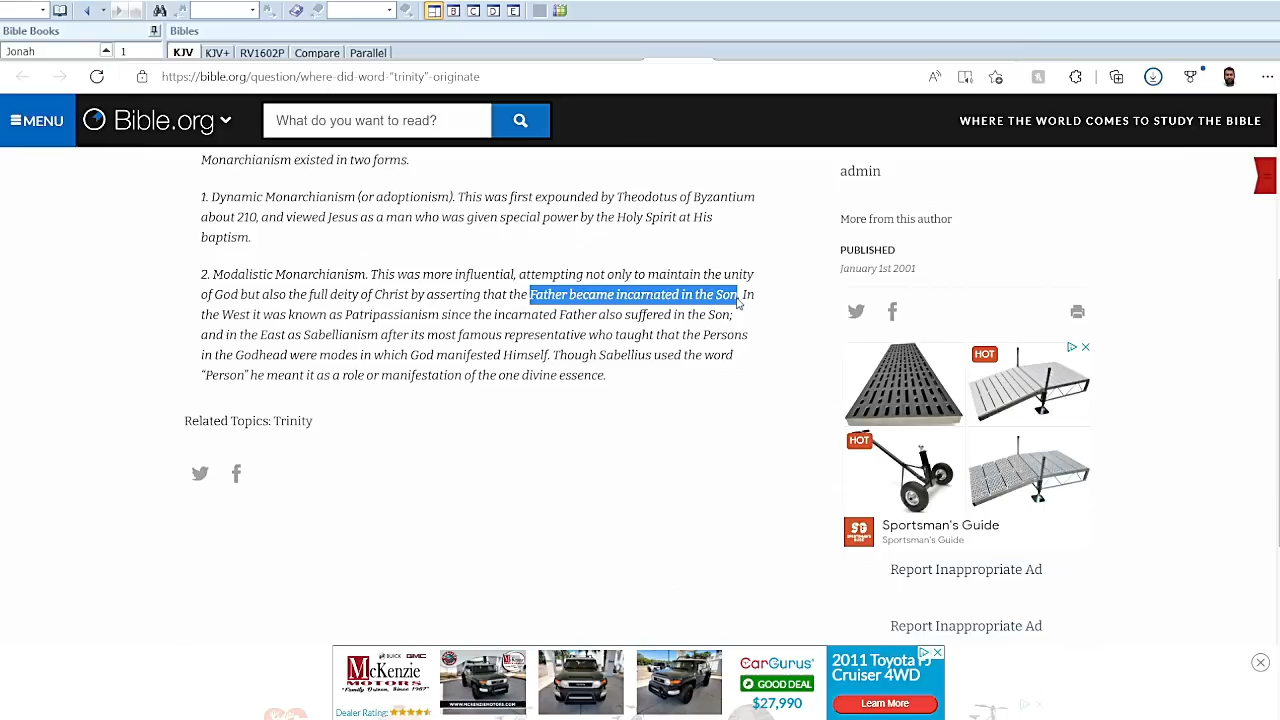 B C D E
Bible Books Bibles
Jonah 1 KJV KJV+ RV1602P Compare Parallel
https://bible.org/question/where-did-word-"trinity"-originate
MENU Bible.org What do you want to read? WHERE THE WORLD COMES TO STUDY THE BIBLE
Monarchianism existed in two forms.
1. Dynamic Monarchianism (or adoptionism). This was first expounded by Theodotus of Byzantium
about 210, and viewed Jesus as a man who was given special power by the Holy Spirit at His
baptism.
2. Modalistic Monarchianism. This was more influential, attempting not only to maintain the unity
of God but also the full deity of Christ by asserting that the Father became incarnated in the Son. In
the West it was known as Patripassianism since the incarnated Father also suffered in the Son;
and in the East as Sabellianism after its most famous representative who taught that the Persons
in the Godhead were modes in which God manifested Himself. Though Sabellius used the word
“Person” he meant it as a role or manifestation of the one divine essence.
Related Topics: Trinity
admin
More from this author
PUBLISHED
January 1st 2001
HOT
HOT
SG Sportsman's Guide
Sportsman's Guide
Report Inappropriate Ad
Report Inappropriate Ad
BUICK GMC
McKenzie
MOTORS
"Family Driven, Since 1967"
Dealer Rating:
WWW.MCKENZIEMOTORS.COM
CarGurus
GOOD DEAL
$27,990
2011 Toyota FJ
Cruiser 4WD
Learn More